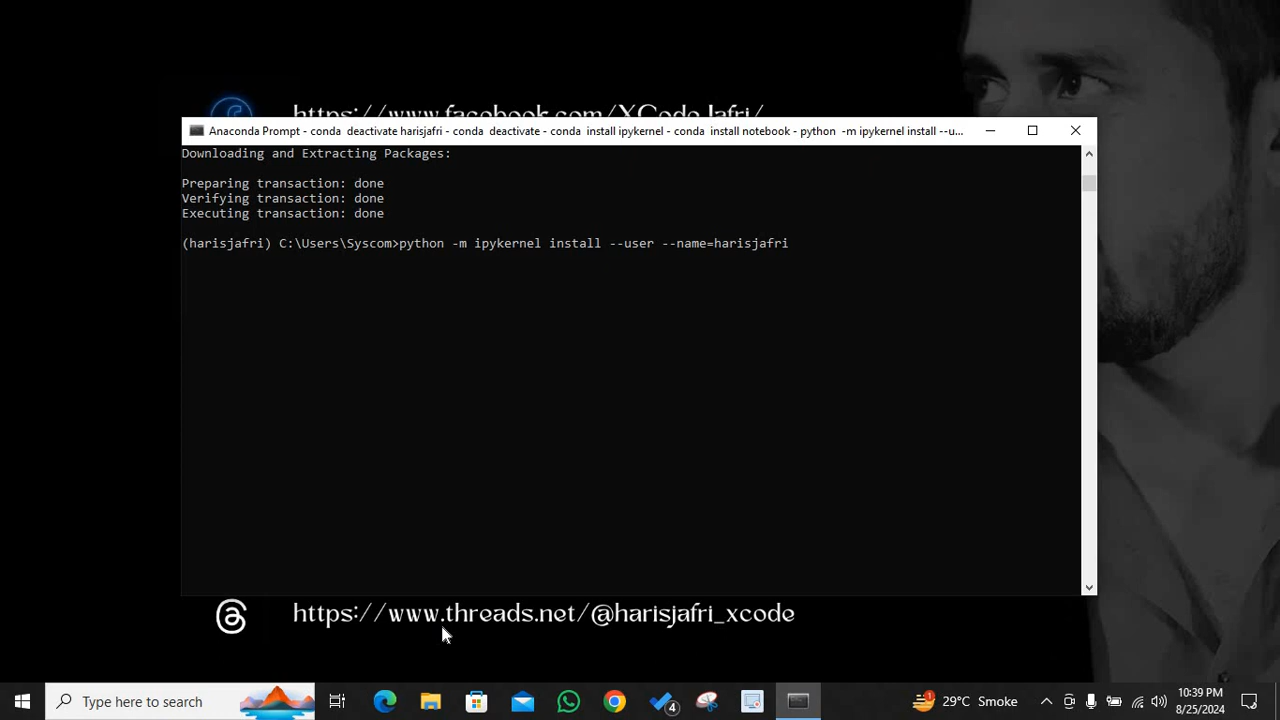 https://www.facebook.com/XCodeJafri/
Anaconda Prompt - conda deactivate harisjafri - conda deactivate - conda install ipykernel - conda install notebook - python -m ipykernel install --u...
Downloading and Extracting Packages:
Preparing transaction: done
Verifying transaction: done
Executing transaction: done
(harisjafri) C:\Users\Syscom>python -m ipykernel install --user --name=harisjafri
https://www.threads.net/@harisjafri_xcode
Type here to search
4
1
29°C Smoke
10:39 PM
8/25/2024